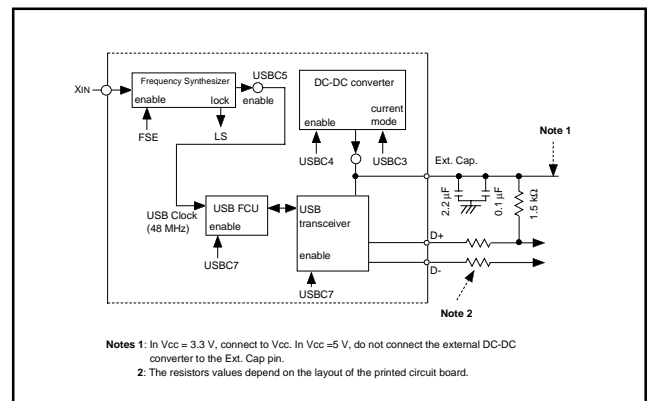 Frequency Synthesizer
USBC5
DC-DC converter
XIN
enable
lock
enable
FSE
LS
enable
current
mode
Note 1
USBC4
USBC3
Ext. Cap.
2.2 µF
0.1 µF
1.5 kΩ
USB Clock
(48 MHz)
USB FCU
enable
USB
transceiver
enable
D+
D-
USBC7
USBC7
Note 2
Notes 1: In Vcc = 3.3 V, connect to Vcc. In Vcc =5 V, do not connect the external DC-DC
converter to the Ext. Cap pin.
2: The resistors values depend on the layout of the printed circuit board.